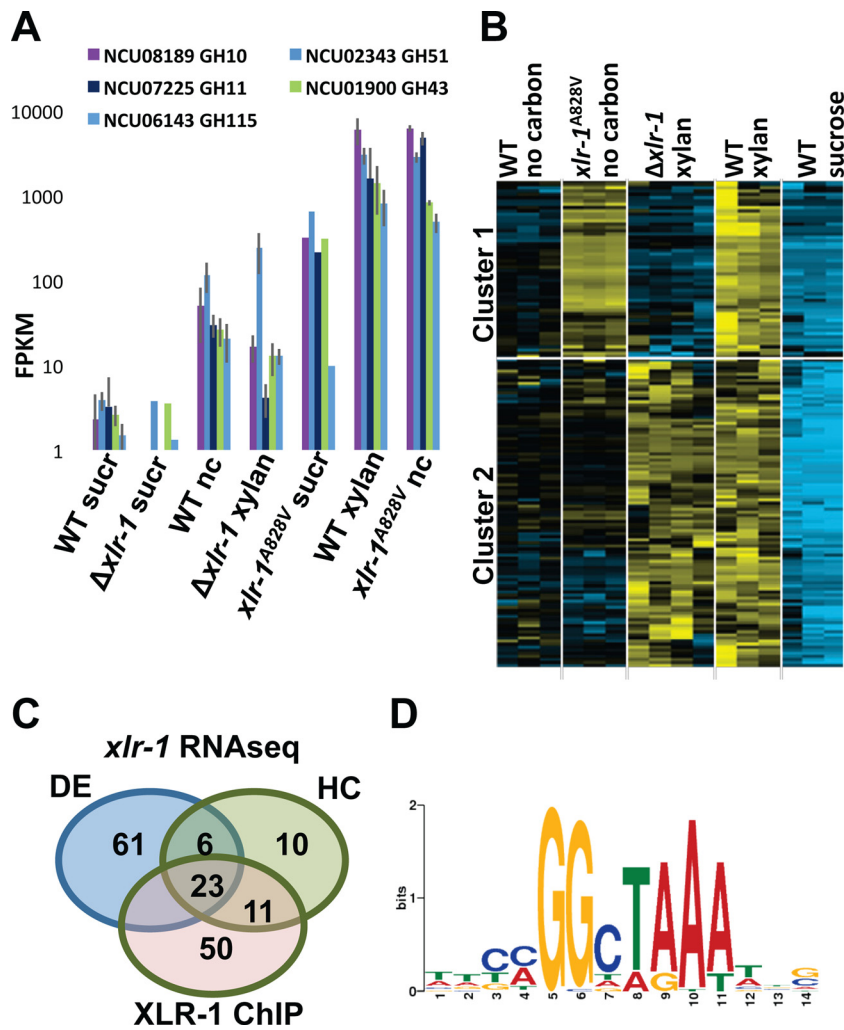 A
NCU08189 GH10
NCU07225 GH11
NCU06143 GH115
NCU02343 GH51
NCU01900 GH43
10000
1000
100
10
1
FPKM
WT sucr
Δxlr-1 sucr
WT nc
Δxlr-1 xylan
xlr-1A828V sucr
WT xylan
xlr-1A828V nc
B
WT
no carbon
xlr-1A828V
no carbon
Δxlr-1
xylan
WT
xylan
WT
sucrose
Cluster 1
Cluster 2
C
xlr-1 RNAseq
DE
HC
61
6
10
23
11
50
XLR-1 ChIP
D
2
1
0
bits
GG
C
TAAA
1 2 3 4 5 6 7 8 9 10 11 12 13 14